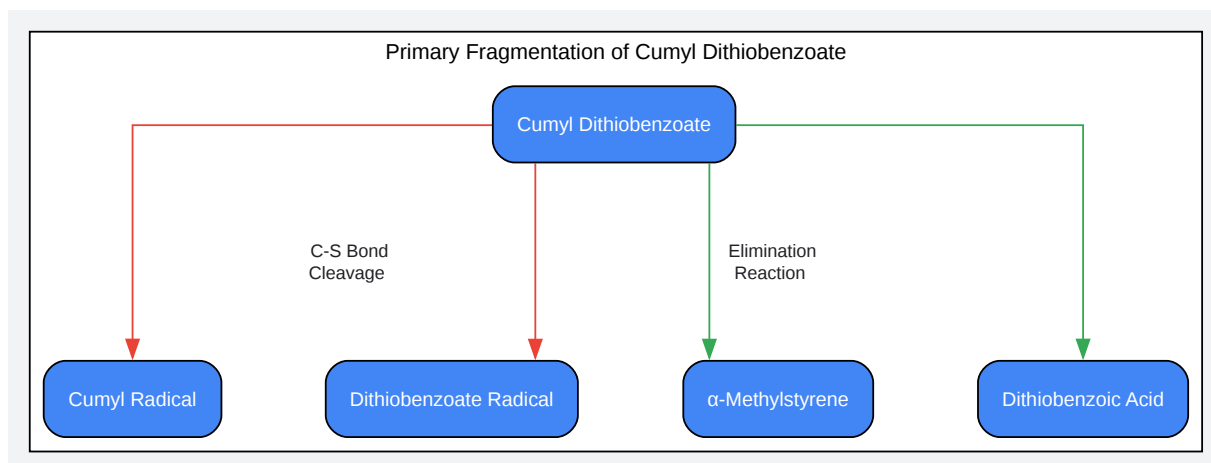 Primary Fragmentation of Cumyl Dithiobenzoate
Cumyl Dithiobenzoate
C-S Bond
Cleavage
Elimination
Reaction
Cumyl Radical
Dithiobenzoate Radical
α-Methylstyrene
Dithiobenzoic Acid